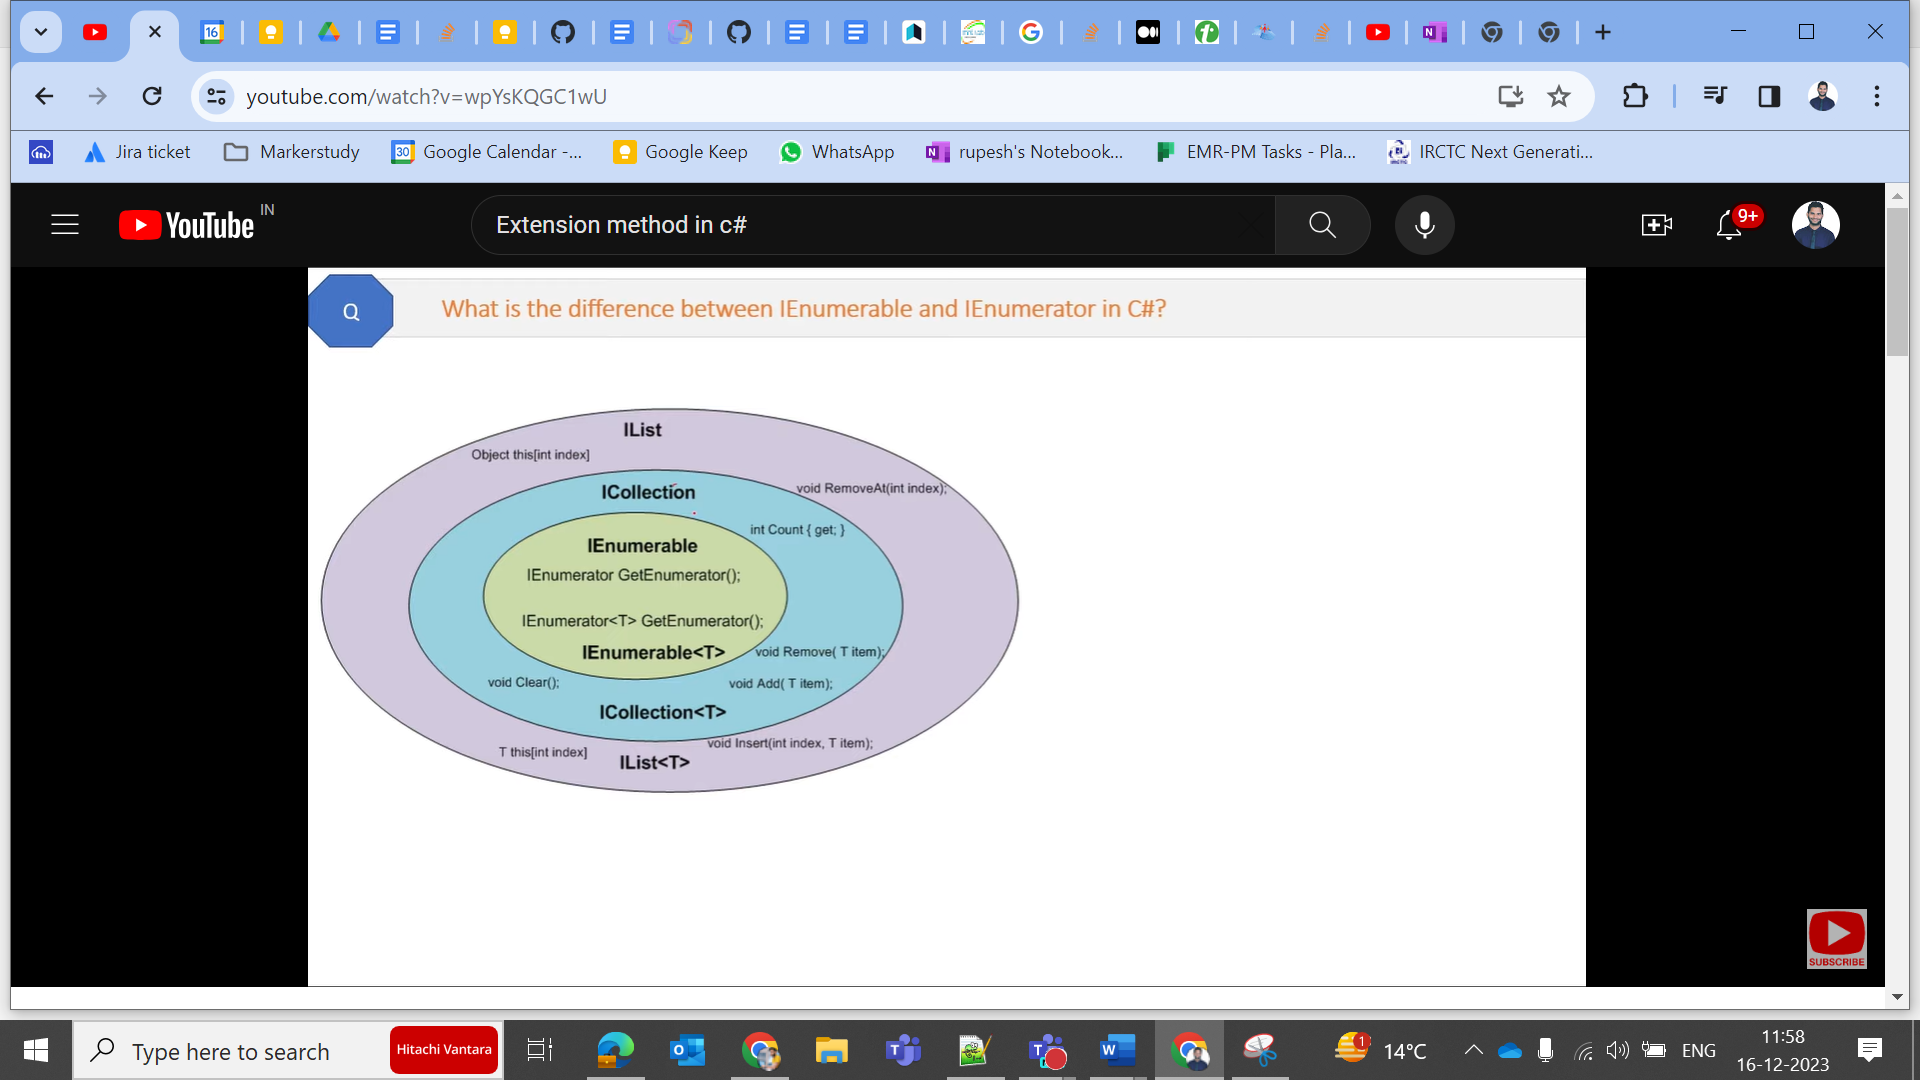 16
youtube.com/watch?v=wpYsKQGC1wU
Jira ticket
Markerstudy
30
Google Calendar -...
Google Keep
WhatsApp
N
rupesh's Notebook...
EMR-PM Tasks - Pla...
IRCTC Next Generati...
YouTube
IN
Extension method in c#
9+
Q
What is the difference between IEnumerable and IEnumerator in C#?
IList
Object this[int index]
void RemoveAt(int index);
ICollection
int Count { get; }
IEnumerable
IEnumerator GetEnumerator();
IEnumerator<T> GetEnumerator();
IEnumerable<T>
void Remove( T item);
void Clear();
void Add( T item);
ICollection<T>
void Insert(int index, T item);
T this[int index]
IList<T>
SUBSCRIBE
Type here to search
Hitachi Vantara
1
14°C
ENG
11:58
16-12-2023